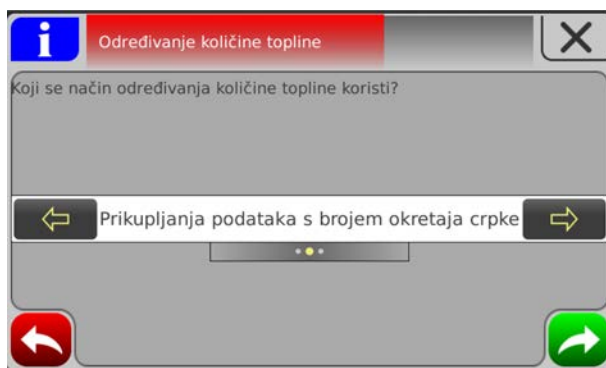 i
Određivanje količine topline
Koji se način određivanja količine topline koristi?
Prikupljanja podataka s brojem okretaja crpke